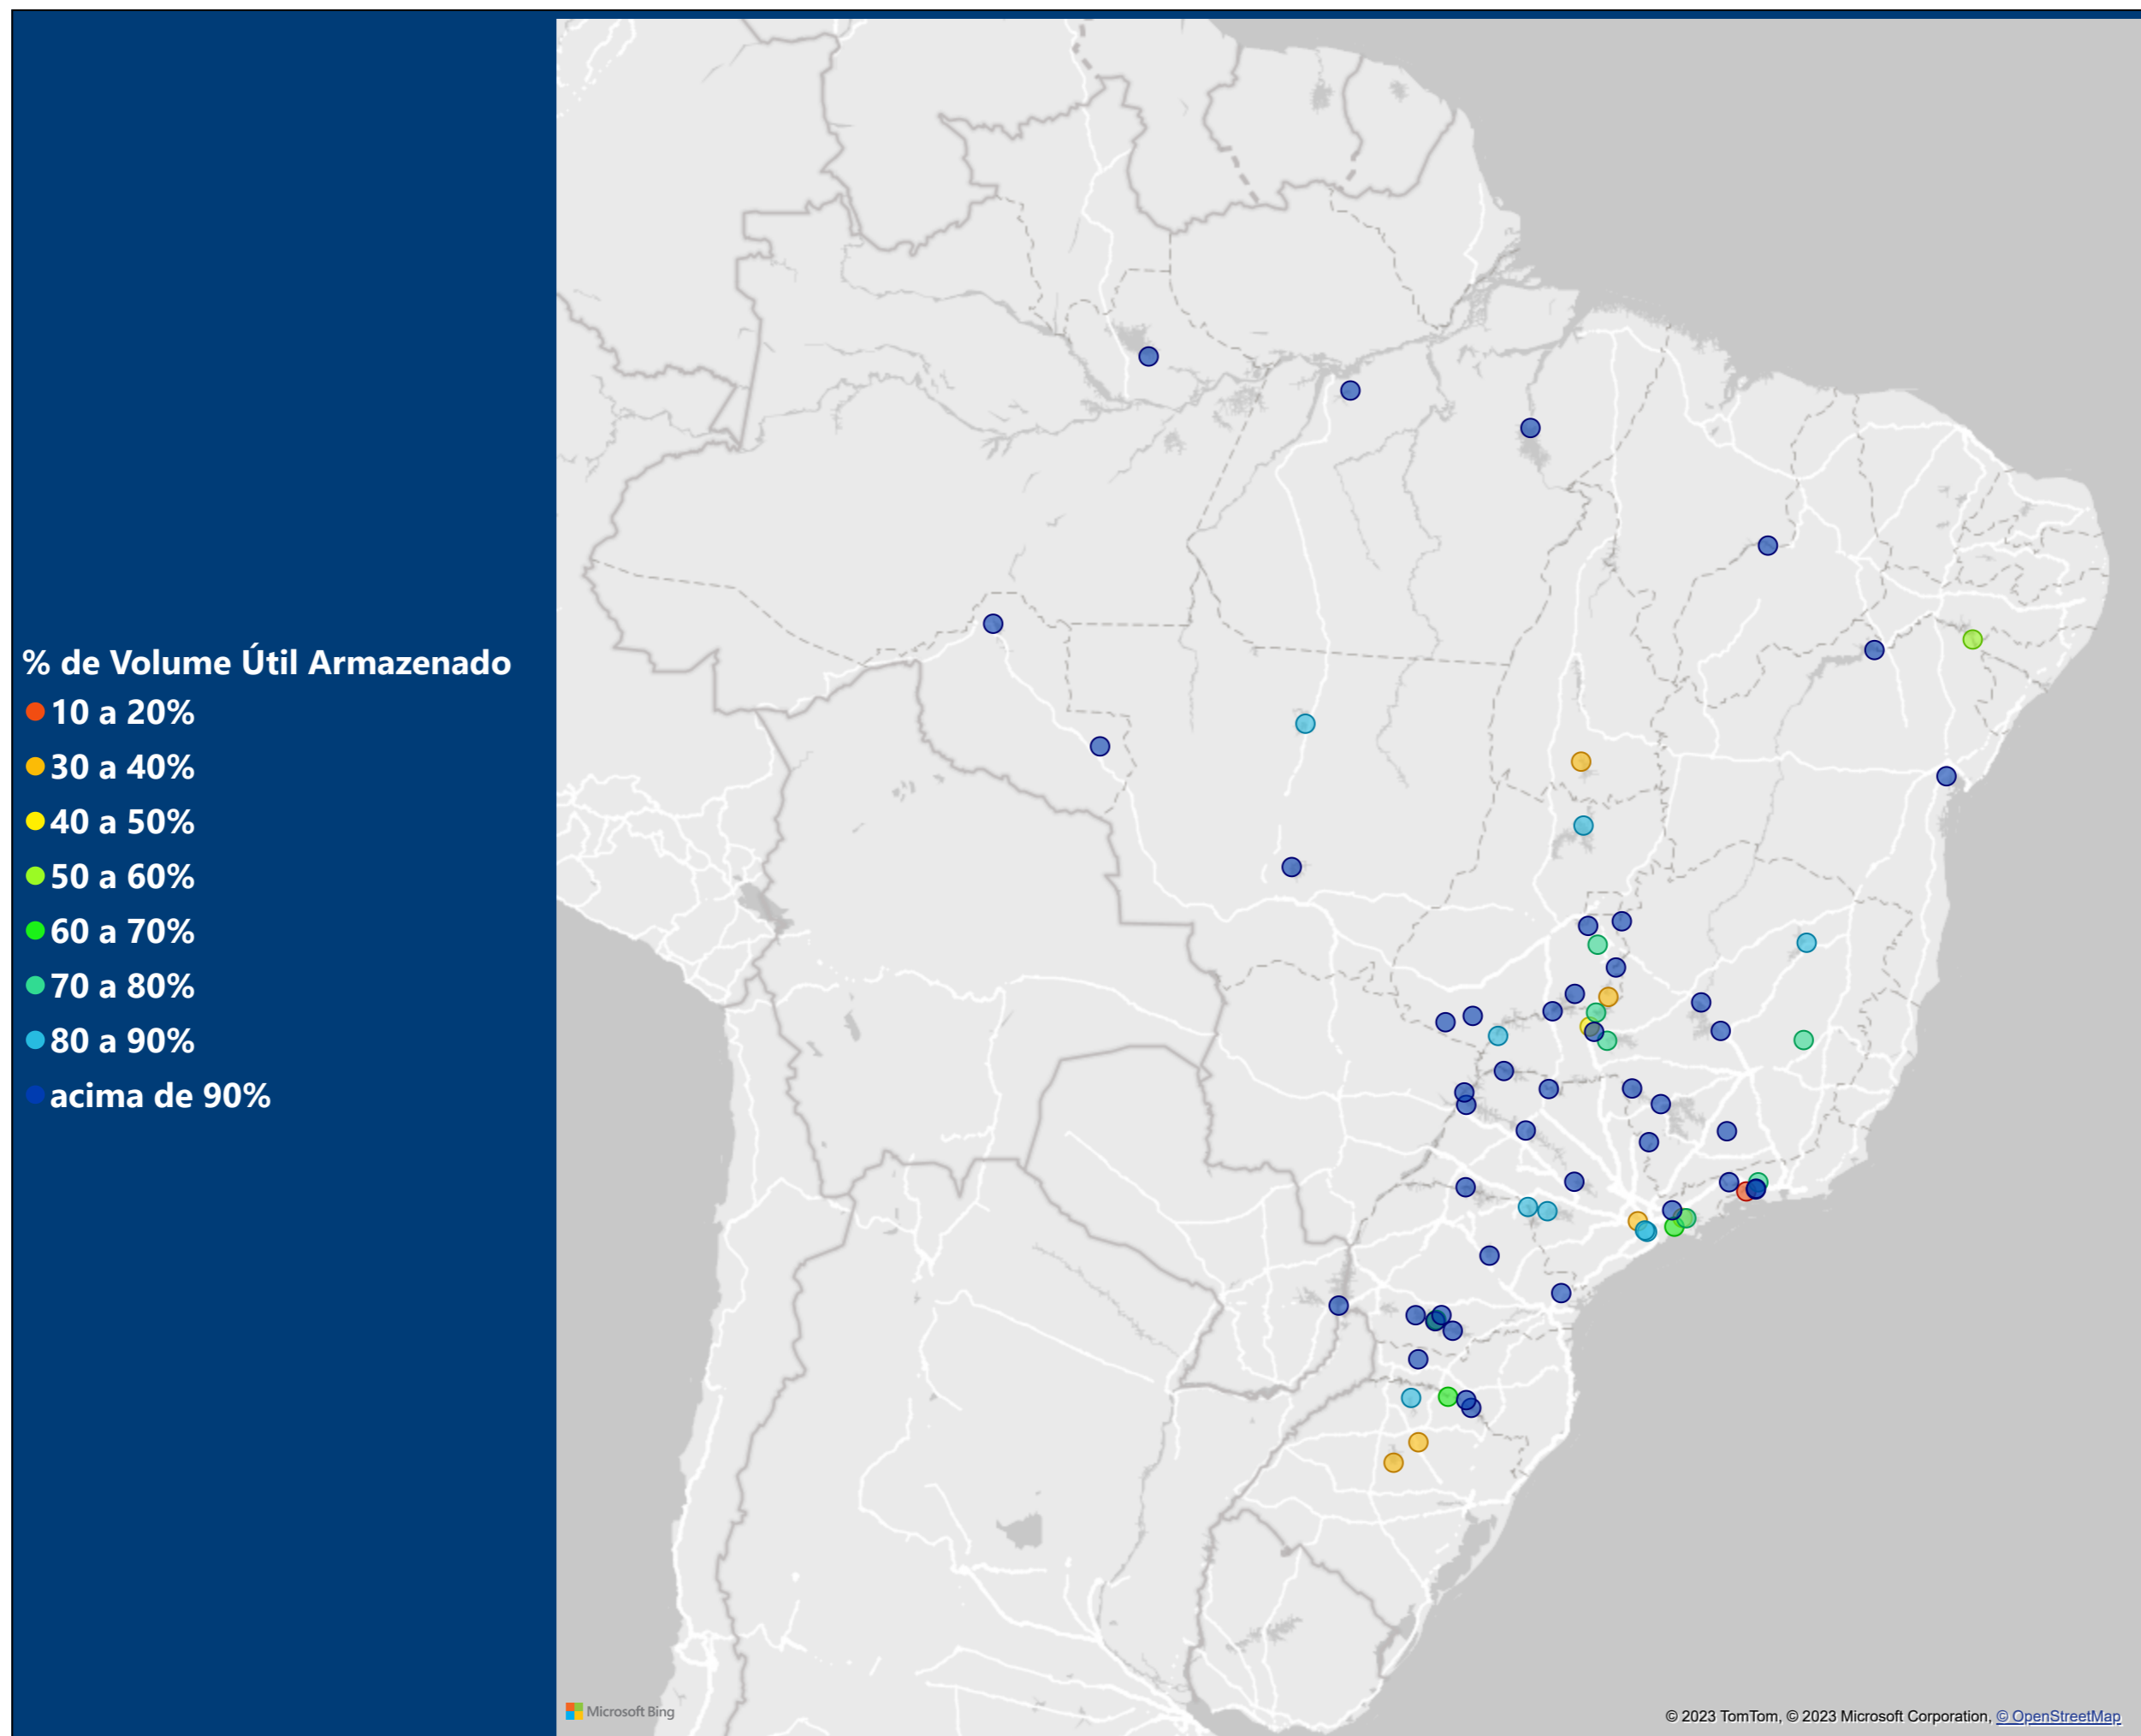 % de Volume Útil Armazenado
10 a 20%
30 a 40%
40 a 50%
50 a 60%
60 a 70%
70 a 80%
80 a 90%
acima de 90%
Microsoft Bing
© 2023 TomTom, © 2023 Microsoft Corporation, © OpenStreetMap